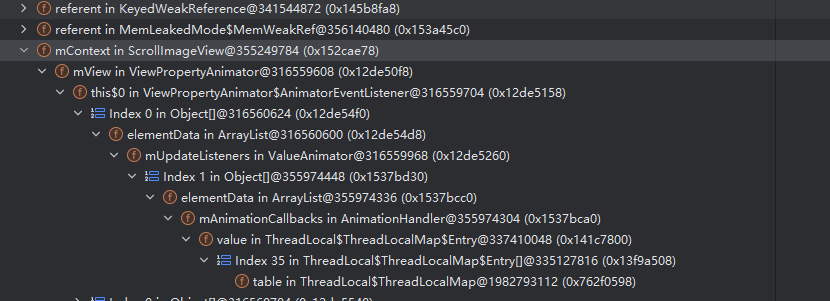 referent in KeyedWeakReference@341544872 (0x145b8fa8)
referent in MemLeakedMode$MemWeakRef@356140480 (0x153a45c0)
mContext in ScrollImageView@355249784 (0x152cae78)
mView in ViewPropertyAnimator@316559608 (0x12de50f8)
this$0 in ViewPropertyAnimator$AnimatorEventListener@316559704 (0x12de5158)
Index 0 in Object[]@316560624 (0x12de54f0)
elementData in ArrayList@316560600 (0x12de54d8)
mUpdateListeners in ValueAnimator@316559968 (0x12de5260)
Index 1 in Object[]@355974448 (0x1537bd30)
elementData in ArrayList@355974336 (0x1537bcc0)
mAnimationCallbacks in AnimationHandler@355974304 (0x1537bca0)
value in ThreadLocal$ThreadLocalMap$Entry@337410048 (0x141c7800)
Index 35 in ThreadLocal$ThreadLocalMap$Entry[]@335127816 (0x13f9a508)
table in ThreadLocal$ThreadLocalMap@1982793112 (0x762f0598)